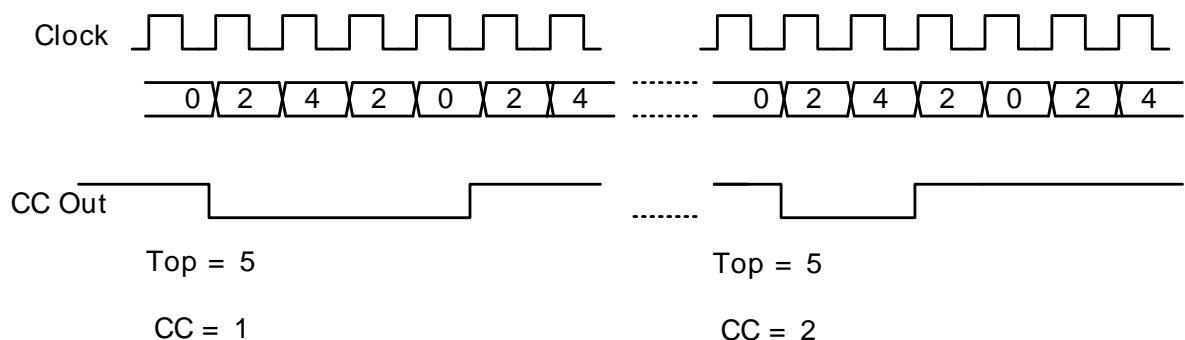 Clock
0 2 4 2 0 2 4 0 2 4 2 0 2 4
CC Out
Top = 5 Top = 5
CC = 1 CC = 2